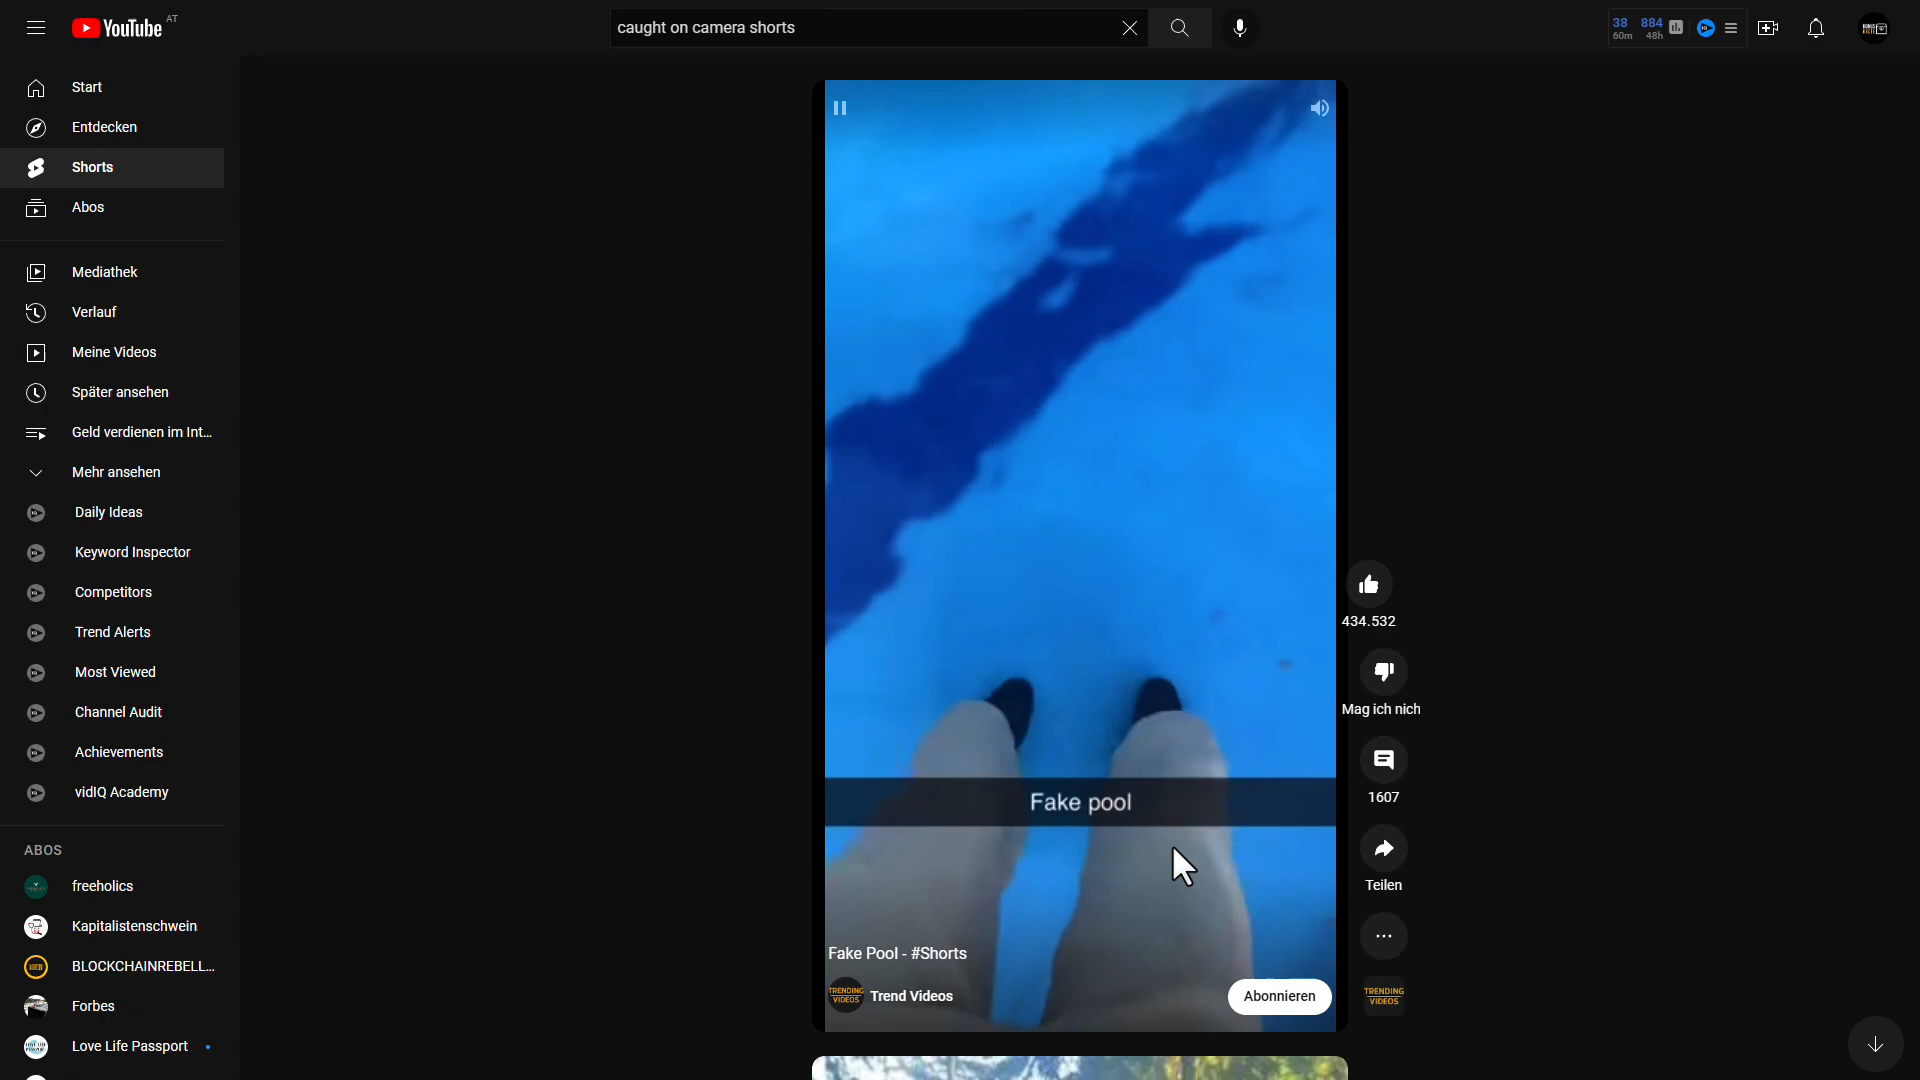 YouTube AT
caught on camera shorts
38 884
60m 48h
Start
Entdecken
Shorts
Abos
Mediathek
Verlauf
Meine Videos
Später ansehen
Geld verdienen im Int...
Mehr ansehen
Daily Ideas
Keyword Inspector
Competitors
Trend Alerts
Most Viewed
Channel Audit
Achievements
vidIQ Academy
ABOS
freeholics
Kapitalistenschwein
BLOCKCHAINREBELL...
Forbes
Love Life Passport
Fake pool
Fake Pool - #Shorts
TRENDING
VIDEOS
Trend Videos
Abonnieren
434.532
Mag ich nich
1607
Teilen
TRENDING
VIDEOS